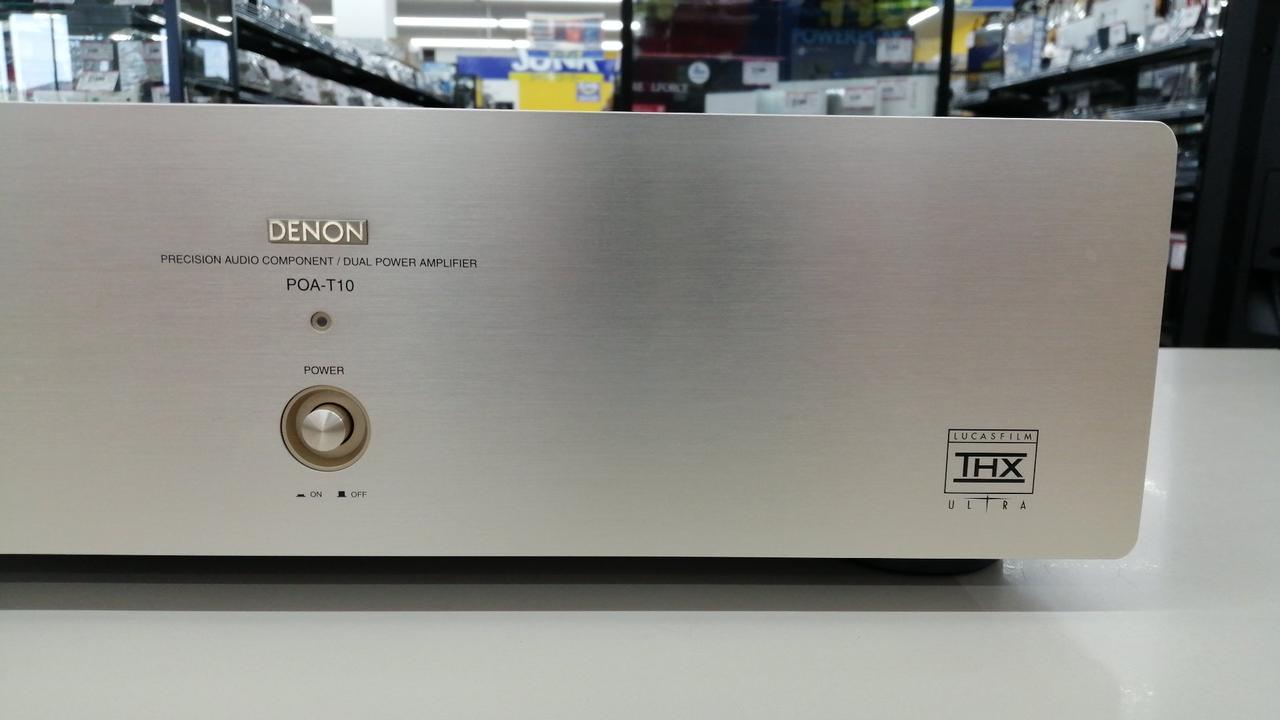 JUNK
DENON
PRECISION AUDIO COMPONENT / DUAL POWER AMPLIFIER
POA-T10
POWER
ON OFF
LUCASFILM
THX
ULTRA